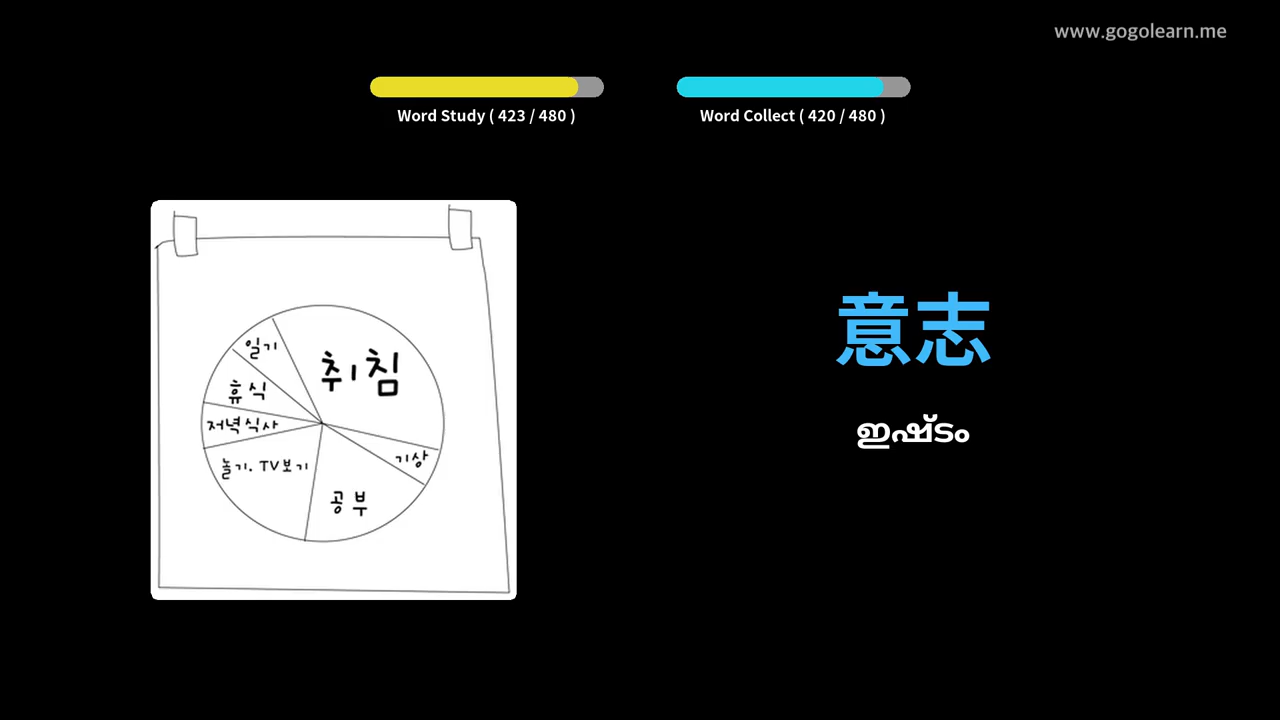 www.gogolearn.me
Word Study ( 423 / 480 )
Word Collect ( 420 / 480 )
일기
취침
휴식
저녁식사
놀기. TV보기
기상
공부
意志
ഇഷ്ടം